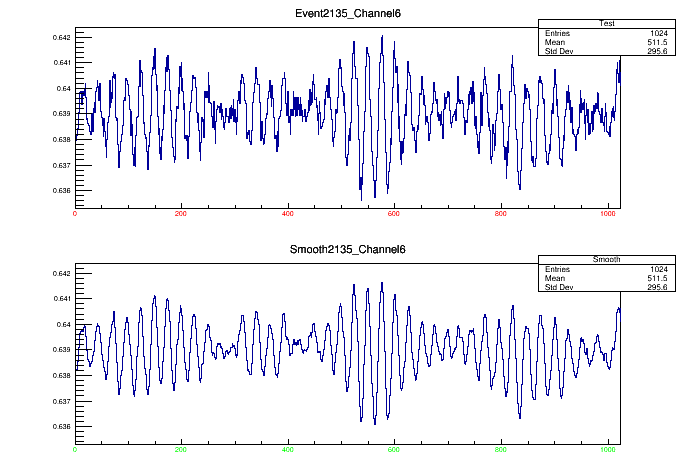 Event2135_Channel6
Test
Entries 1024
Mean 511.5
Std Dev 295.6
0.642
0.641
0.64
0.639
0.638
0.637
0.636
0 200 400 600 800 1000
Smooth2135_Channel6
Smooth
Entries 1024
Mean 511.5
Std Dev 295.6
0.642
0.641
0.64
0.639
0.638
0.637
0.636
0 200 400 600 800 1000